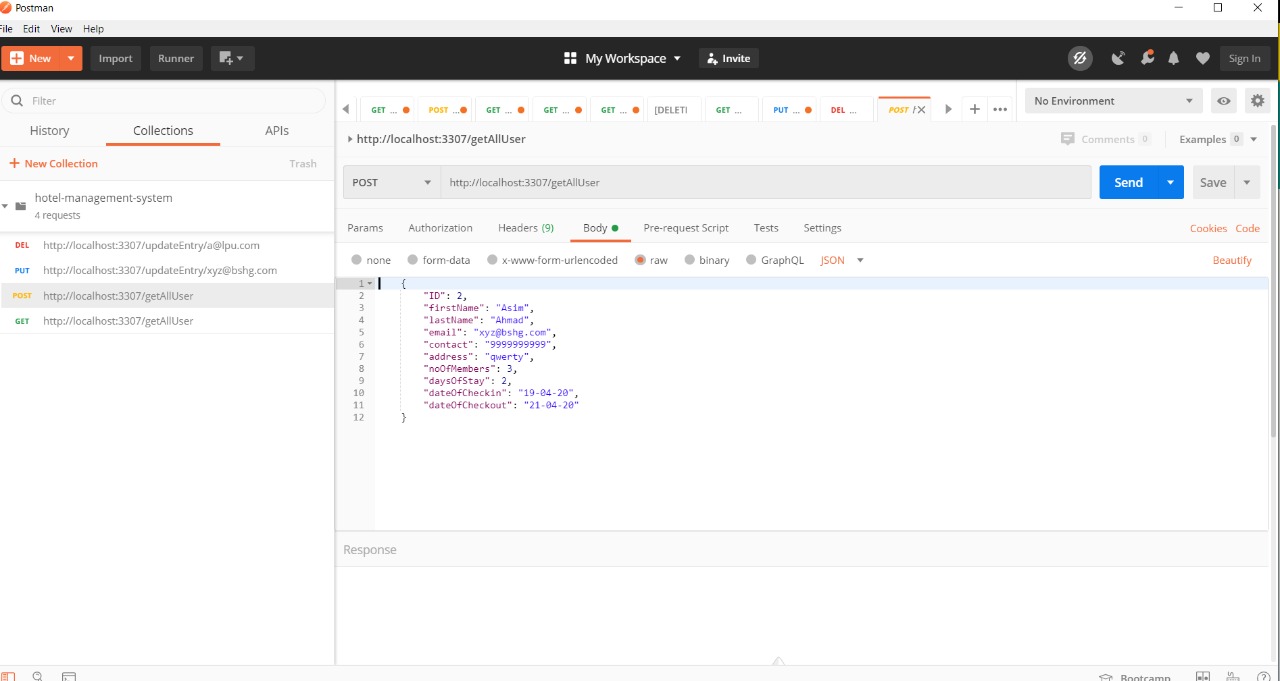 Postman
File Edit View Help
New Import Runner My Workspace Invite Sign In
Filter
History Collections APIs
New Collection Trash
hotel-management-system
4 requests
DEL http://localhost:3307/updateEntry/a@lpu.com
PUT http://localhost:3307/updateEntry/xyz@bshg.com
POST http://localhost:3307/getAllUser
GET http://localhost:3307/getAllUser
GET ... POST ... GET ... GET ... GET ... [DELETI GET ... PUT ... DEL ... POST No Environment
http://localhost:3307/getAllUser Comments 0 Examples 0
POST http://localhost:3307/getAllUser Send Save
Params Authorization Headers (9) Body Pre-request Script Tests Settings Cookies Code
none form-data x-www-form-urlencoded raw binary GraphQL JSON Beautify
1 {
2 "ID": 2,
3 "firstName": "Asim",
4 "lastName": "Ahmad",
5 "email": "xyz@bshg.com",
6 "contact": "9999999999",
7 "address": "qwerty",
8 "noOfMembers": 3,
9 "daysOfStay": 2,
10 "dateOfCheckin": "19-04-20",
11 "dateOfCheckout": "21-04-20"
12 }
Response
Bootcamp